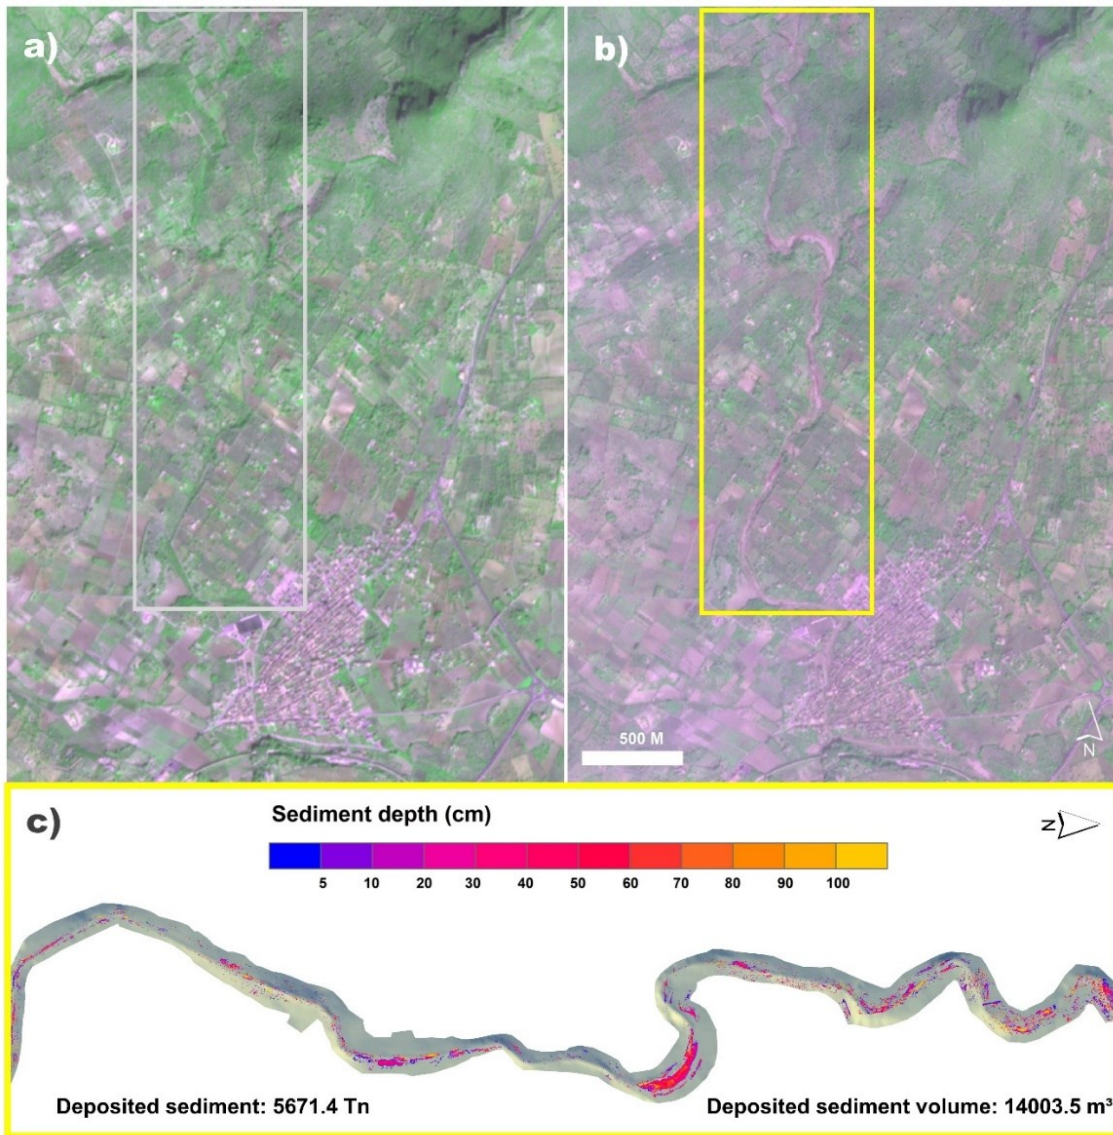 a)
b)
500 M
N
c)
Sediment depth (cm)
N
5 10 20 30 40 50 60 70 80 90 100
Deposited sediment: 5671.4 Tn
Deposited sediment volume: 14003.5 m³